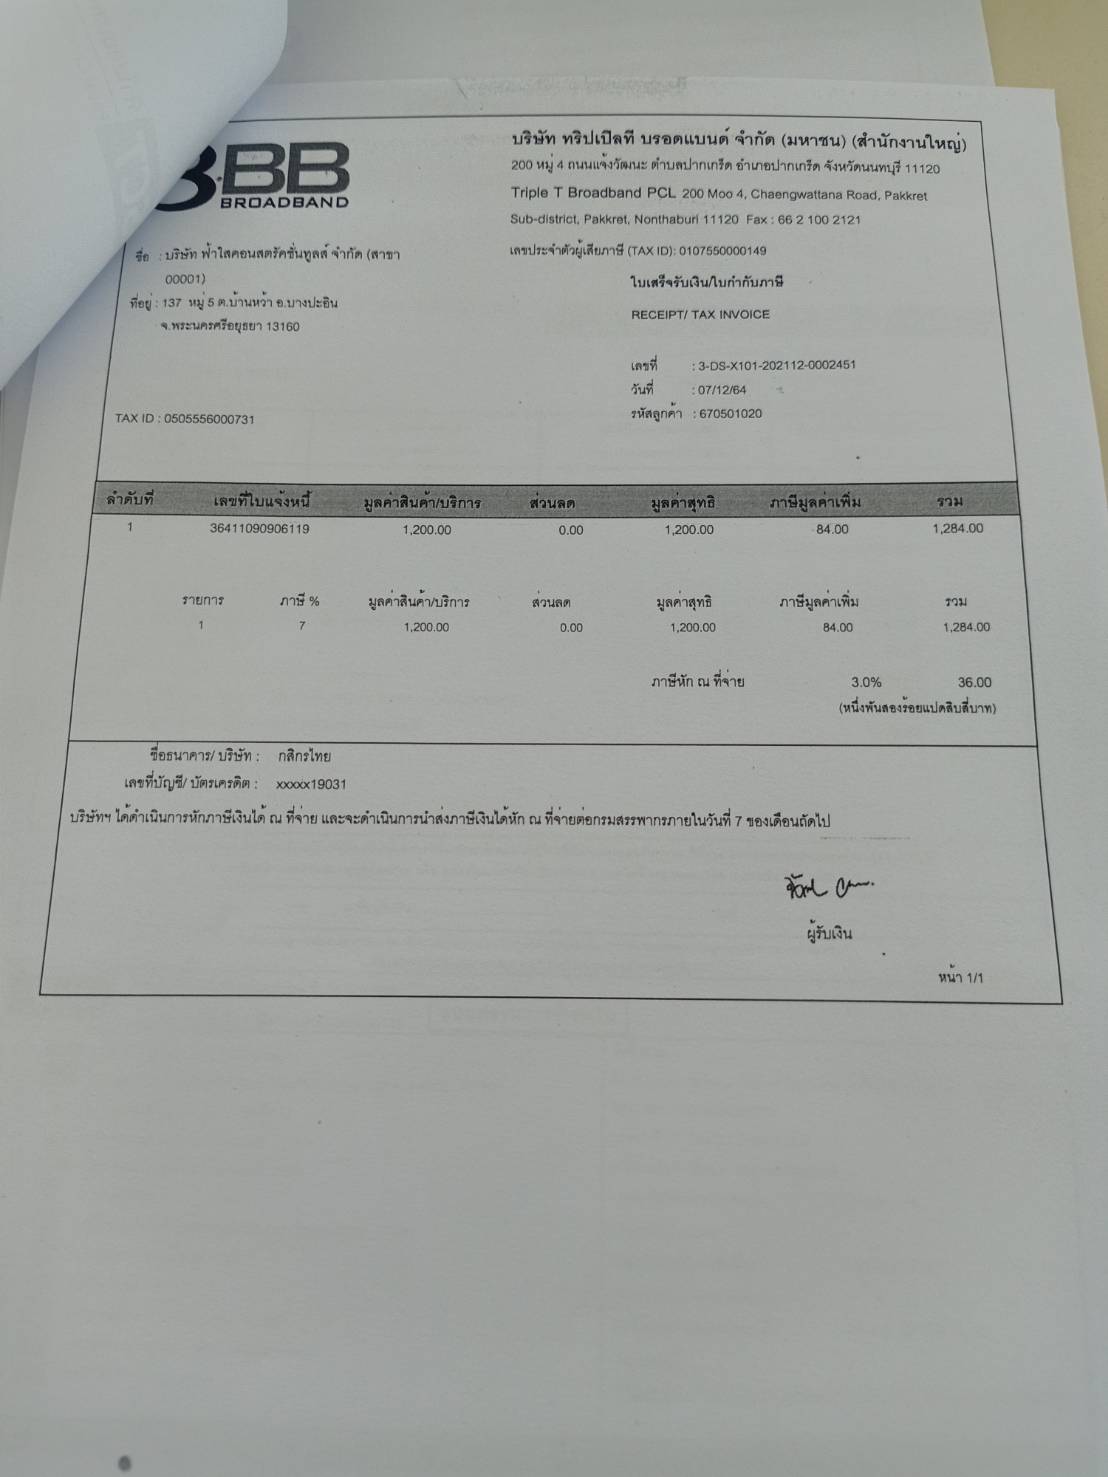 3BB
BROADBAND
บริษัท ทริปเปิลที บรอดแบนด์ จำกัด (มหาชน) (สำนักงานใหญ่)
200 หมู่ 4 ถนนแจ้งวัฒนะ ตำบลปากเกร็ด อำเภอปากเกร็ด จังหวัดนนทบุรี 11120
Triple T Broadband PCL 200 Moo 4, Chaengwattana Road, Pakkret
Sub-district, Pakkret, Nonthaburi 11120 Fax : 66 2 100 2121
เลขประจำตัวผู้เสียภาษี (TAX ID): 0107550000149
ชื่อ : บริษัท ฟ้าใสคอนสตรัคชั่นทูลส์ จำกัด (สาขา
00001)
ที่อยู่ : 137 หมู่ 5 ต.บ้านหว้า อ.บางปะอิน
จ.พระนครศรีอยุธยา 13160
ใบเสร็จรับเงิน/ใบกำกับภาษี
RECEIPT/ TAX INVOICE
เลขที่ : 3-DS-X101-202112-0002451
วันที่ : 07/12/64
รหัสลูกค้า : 670501020
TAX ID : 0505556000731
ลำดับที่ เลขที่ใบแจ้งหนี้ มูลค่าสินค้า/บริการ ส่วนลด มูลค่าสุทธิ ภาษีมูลค่าเพิ่ม รวม
1 36411090906119 1,200.00 0.00 1,200.00 84.00 1,284.00
รายการ ภาษี % มูลค่าสินค้า/บริการ ส่วนลด มูลค่าสุทธิ ภาษีมูลค่าเพิ่ม รวม
1 7 1,200.00 0.00 1,200.00 84.00 1,284.00
ภาษีหัก ณ ที่จ่าย 3.0% 36.00
(หนึ่งพันสองร้อยแปดสิบสี่บาท)
ชื่อธนาคาร/ บริษัท : กสิกรไทย
เลขที่บัญชี/ บัตรเครดิต : xxxxx19031
บริษัทฯ ได้ดำเนินการหักภาษีเงินได้ ณ ที่จ่าย และจะดำเนินการนำส่งภาษีเงินได้หัก ณ ที่จ่ายต่อกรมสรรพากรภายในวันที่ 7 ของเดือนถัดไป
ผู้รับเงิน
หน้า 1/1